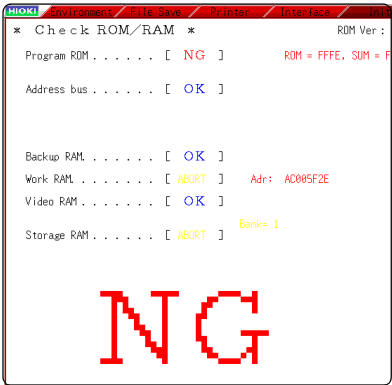 HIOKI Environment / File Save / Printer / Interface / Init
* Check ROM/RAM * ROM Ver :
Program ROM . . . . . . [ NG ] ROM = FFFE, SUM = F
Address bus . . . . . . [ OK ]
Backup RAM. . . . . . . [ OK ]
Work RAM. . . . . . . . [ ABORT ] Adr: AC005F2E
Video RAM . . . . . . . [ OK ]
Bank= 1
Storage RAM . . . . . . [ ABORT ]
NG